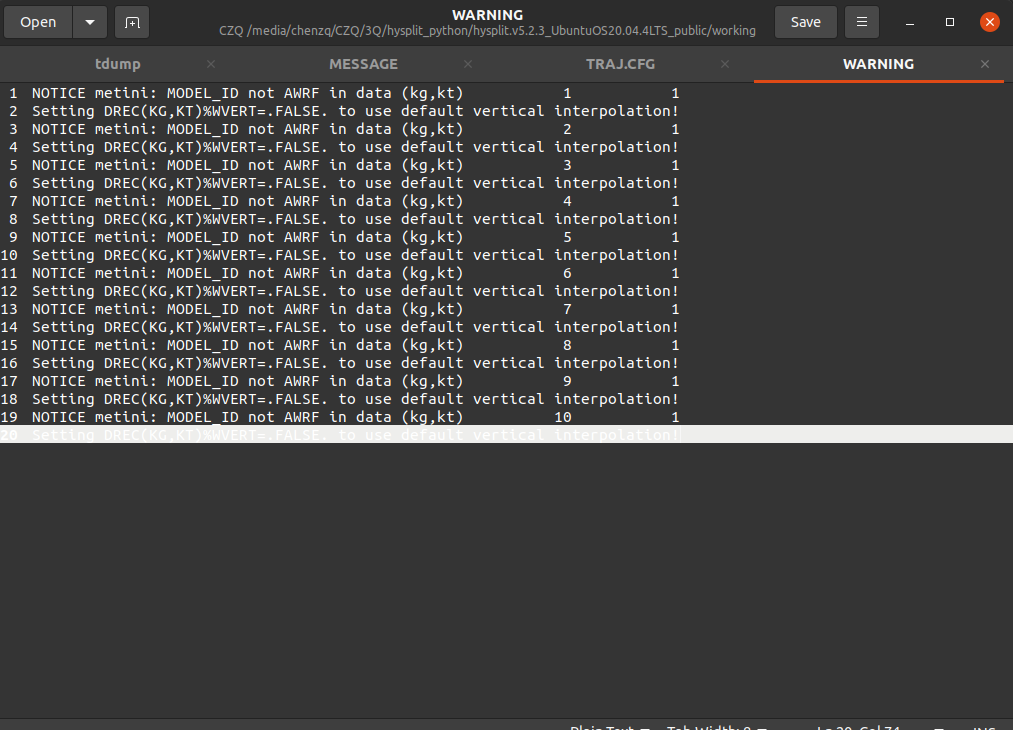 WARNING
Open
CZQ /media/chenzq/CZQ/3Q/hysplit_python/hysplit.v5.2.3_UbuntuOS20.04.4LTS_public/working
Save
tdump × MESSAGE × TRAJ.CFG × WARNING ×
1 NOTICE metini: MODEL_ID not AWRF in data (kg,kt) 1 1
2 Setting DREC(KG,KT)%WVERT=.FALSE. to use default vertical interpolation!
3 NOTICE metini: MODEL_ID not AWRF in data (kg,kt) 2 1
4 Setting DREC(KG,KT)%WVERT=.FALSE. to use default vertical interpolation!
5 NOTICE metini: MODEL_ID not AWRF in data (kg,kt) 3 1
6 Setting DREC(KG,KT)%WVERT=.FALSE. to use default vertical interpolation!
7 NOTICE metini: MODEL_ID not AWRF in data (kg,kt) 4 1
8 Setting DREC(KG,KT)%WVERT=.FALSE. to use default vertical interpolation!
9 NOTICE metini: MODEL_ID not AWRF in data (kg,kt) 5 1
10 Setting DREC(KG,KT)%WVERT=.FALSE. to use default vertical interpolation!
11 NOTICE metini: MODEL_ID not AWRF in data (kg,kt) 6 1
12 Setting DREC(KG,KT)%WVERT=.FALSE. to use default vertical interpolation!
13 NOTICE metini: MODEL_ID not AWRF in data (kg,kt) 7 1
14 Setting DREC(KG,KT)%WVERT=.FALSE. to use default vertical interpolation!
15 NOTICE metini: MODEL_ID not AWRF in data (kg,kt) 8 1
16 Setting DREC(KG,KT)%WVERT=.FALSE. to use default vertical interpolation!
17 NOTICE metini: MODEL_ID not AWRF in data (kg,kt) 9 1
18 Setting DREC(KG,KT)%WVERT=.FALSE. to use default vertical interpolation!
19 NOTICE metini: MODEL_ID not AWRF in data (kg,kt) 10 1
20 Setting DREC(KG,KT)%WVERT=.FALSE. to use default vertical interpolation!
Plain Text Tab Width: 8 Ln 20, Col 74 INS